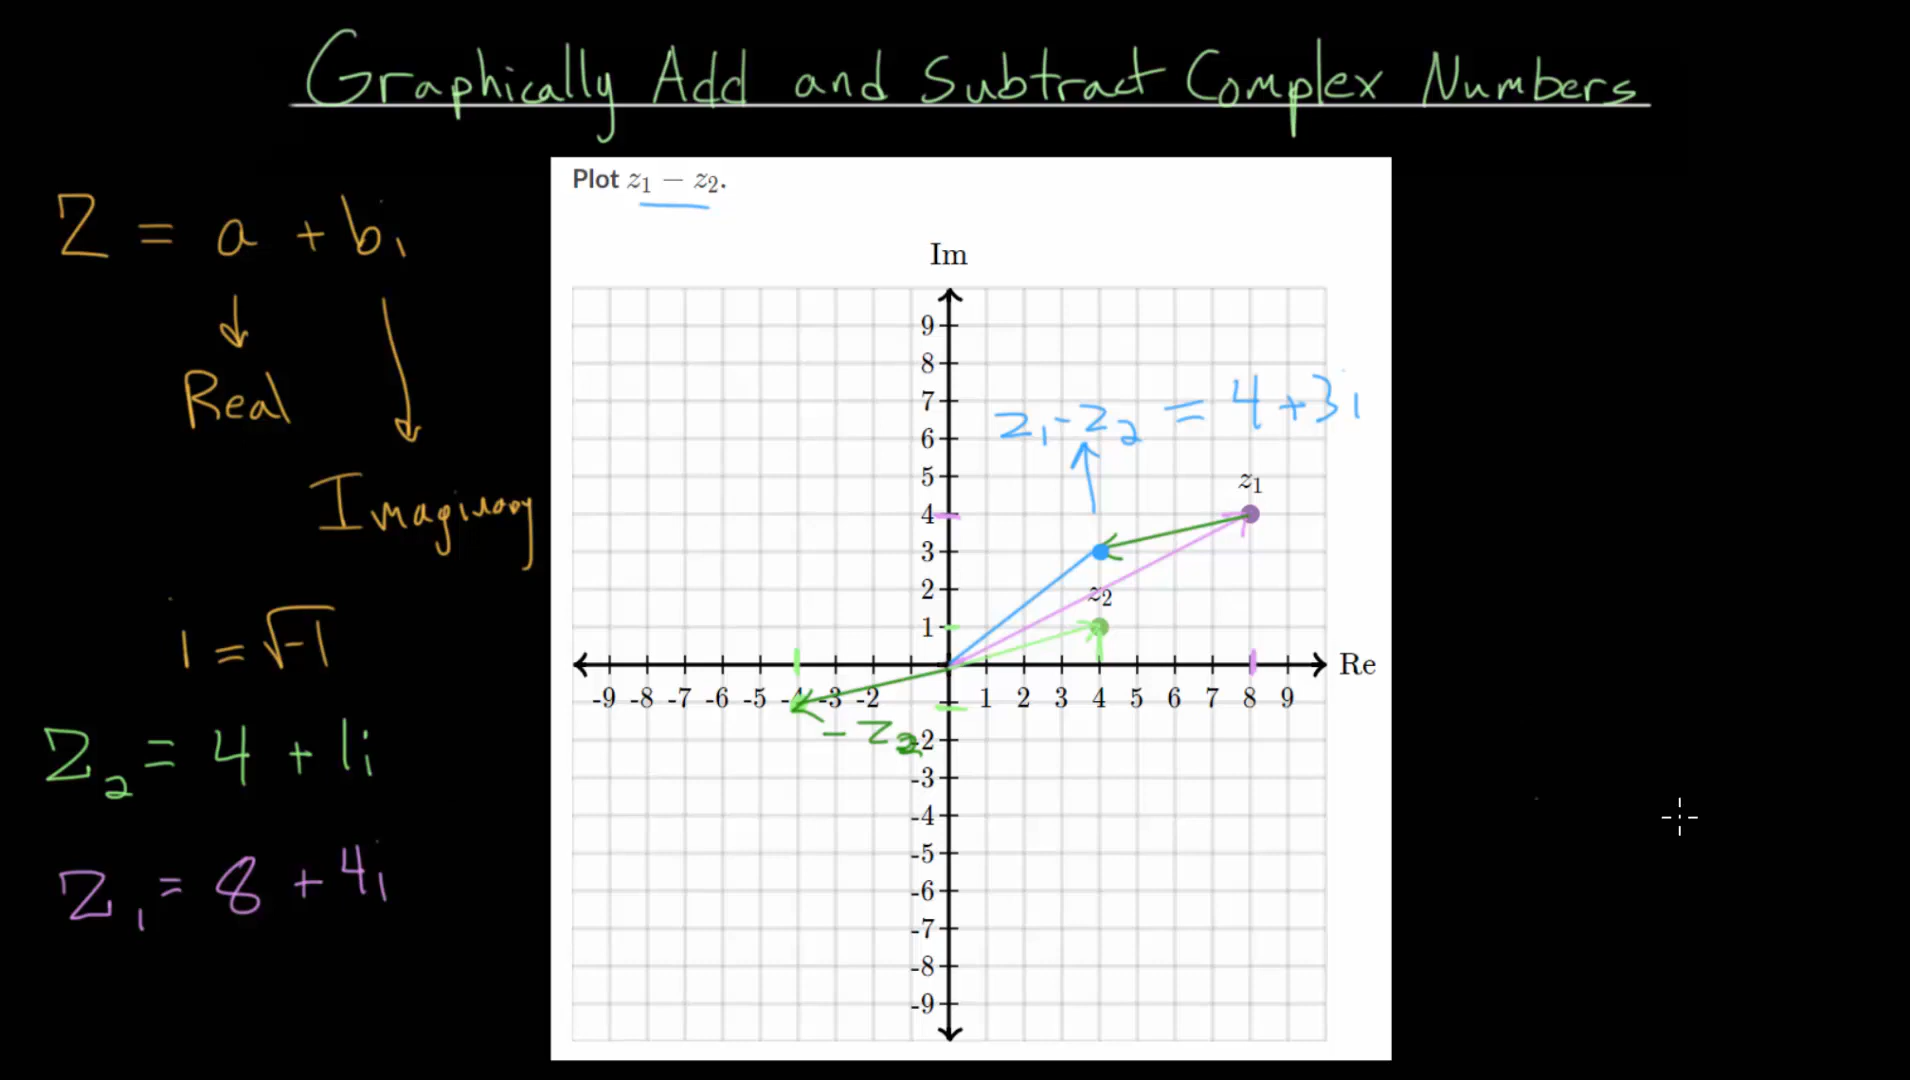 Graphically Add and Subtract Complex Numbers
Plot z₁ − z₂.
Z = a + bi
Real
Imaginary
i = √-1
Z₂ = 4 + 1i
Z₁ = 8 + 4i
Im
9
8
7
z₁-z₂ = 4+3i
6
5
z₁
4
3
2
z₂
1
Re
-9 -8 -7 -6 -5 -4 -3 -2 1 2 3 4 5 6 7 8 9
-z₂
-2
-3
-4
-5
-6
-7
-8
-9